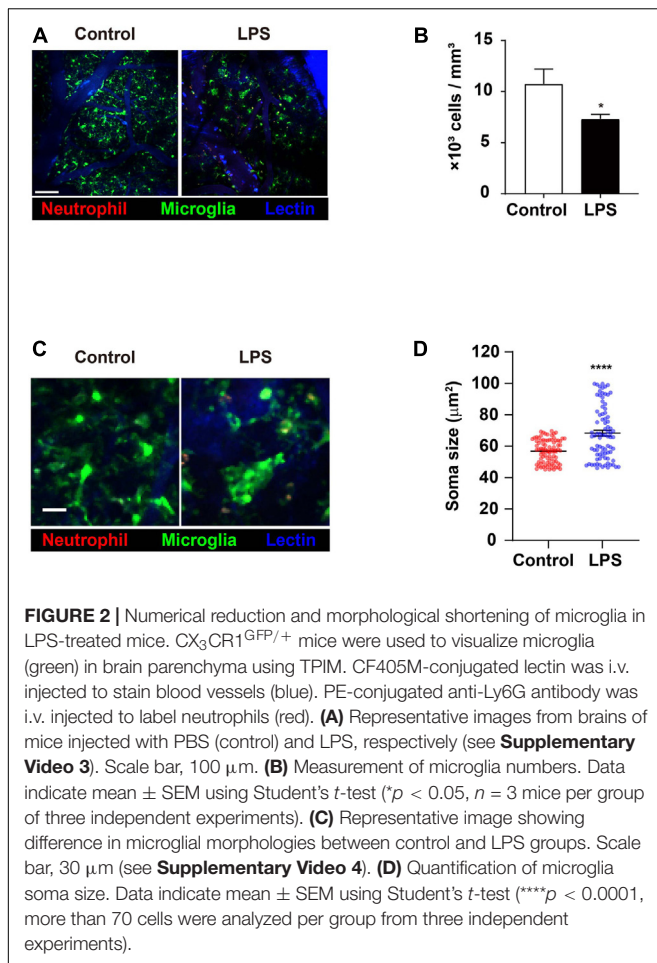 A
Control
LPS
Neutrophil Microglia Lectin
B
×10³ cells / mm³
15
10
5
0
*
Control LPS
C
Control
LPS
Neutrophil Microglia Lectin
D
Soma size (μm²)
120
100
80
60
40
20
0
****
Control LPS
FIGURE 2 | Numerical reduction and morphological shortening of microglia in
LPS-treated mice. CX₃CR1ᴳᶠᴾ/⁺ mice were used to visualize microglia
(green) in brain parenchyma using TPIM. CF405M-conjugated lectin was i.v.
injected to stain blood vessels (blue). PE-conjugated anti-Ly6G antibody was
i.v. injected to label neutrophils (red). (A) Representative images from brains of
mice injected with PBS (control) and LPS, respectively (see Supplementary
Video 3). Scale bar, 100 μm. (B) Measurement of microglia numbers. Data
indicate mean ± SEM using Student's t-test (*p < 0.05, n = 3 mice per group
of three independent experiments). (C) Representative image showing
difference in microglial morphologies between control and LPS groups. Scale
bar, 30 μm (see Supplementary Video 4). (D) Quantification of microglia
soma size. Data indicate mean ± SEM using Student's t-test (****p < 0.0001,
more than 70 cells were analyzed per group from three independent
experiments).